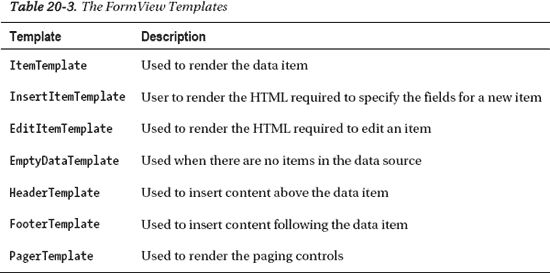 Table 20-3. The FormView Templates
Template Description
ItemTemplate Used to render the data item
InsertItemTemplate User to render the HTML required to specify the fields for a new item
EditItemTemplate Used to render the HTML required to edit an item
EmptyDataTemplate Used when there are no items in the data source
HeaderTemplate Used to insert content above the data item
FooterTemplate Used to insert content following the data item
PagerTemplate Used to render the paging controls